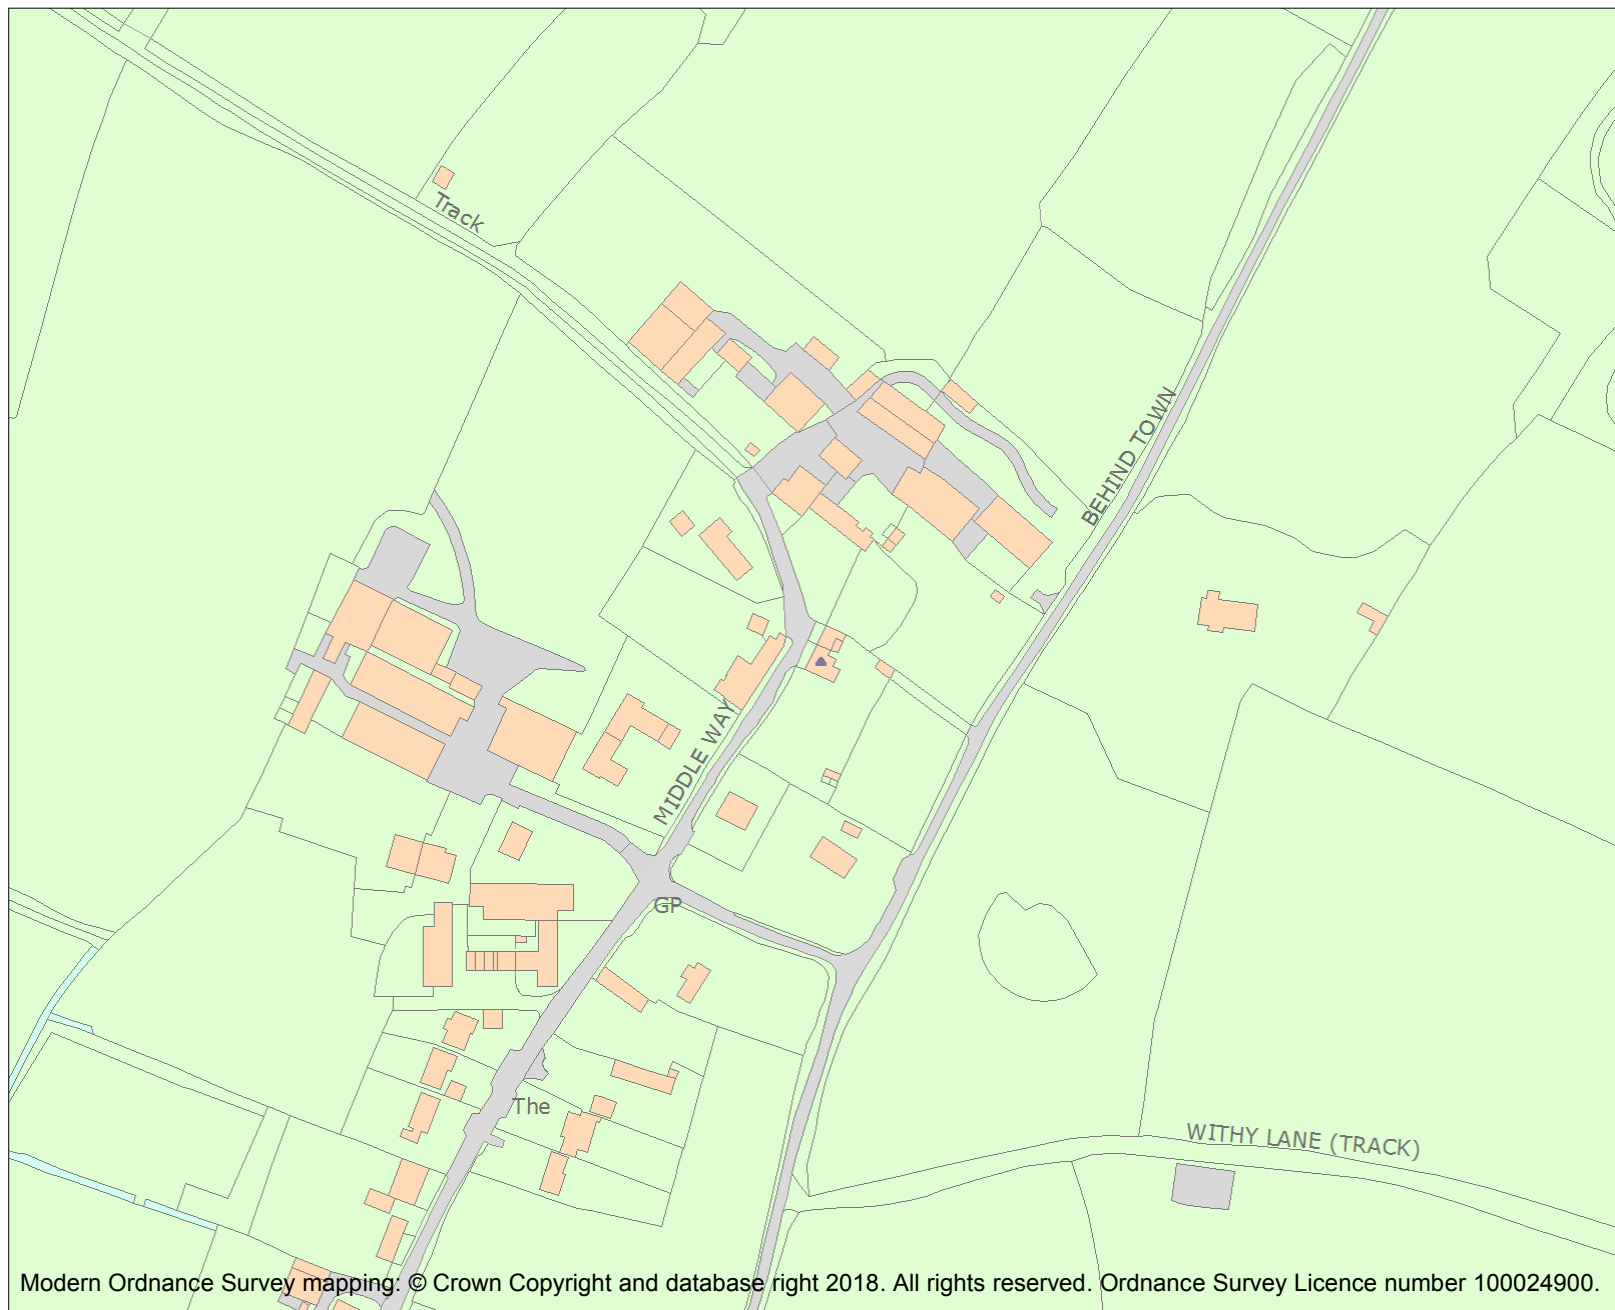 Track
BEHIND TOWN
MIDDLE WAY
GP
The
WITHY LANE (TRACK)
Modern Ordnance Survey mapping: © Crown Copyright and database right 2018. All rights reserved. Ordnance Survey Licence number 100024900.